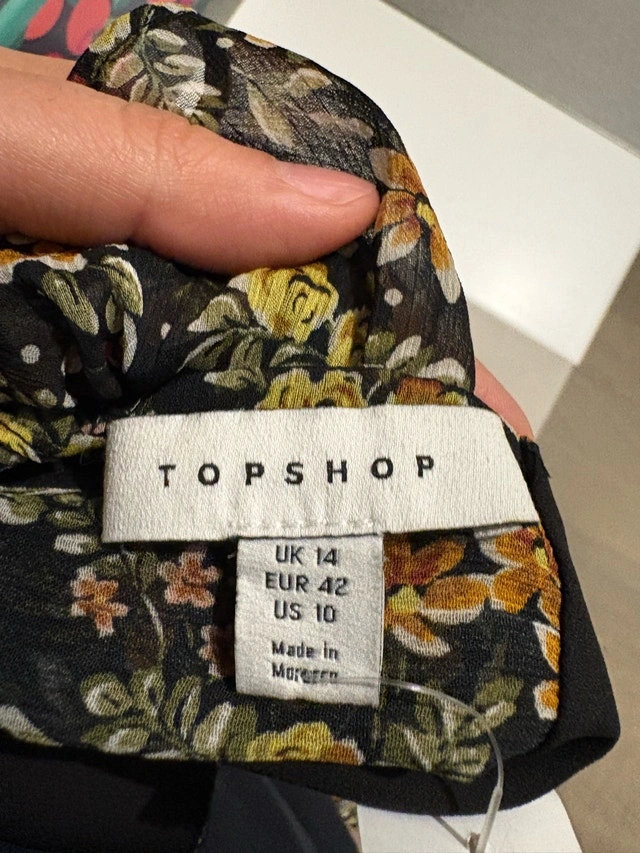 TOPSHOP
UK 14
EUR 42
US 10
Made in
Morocco